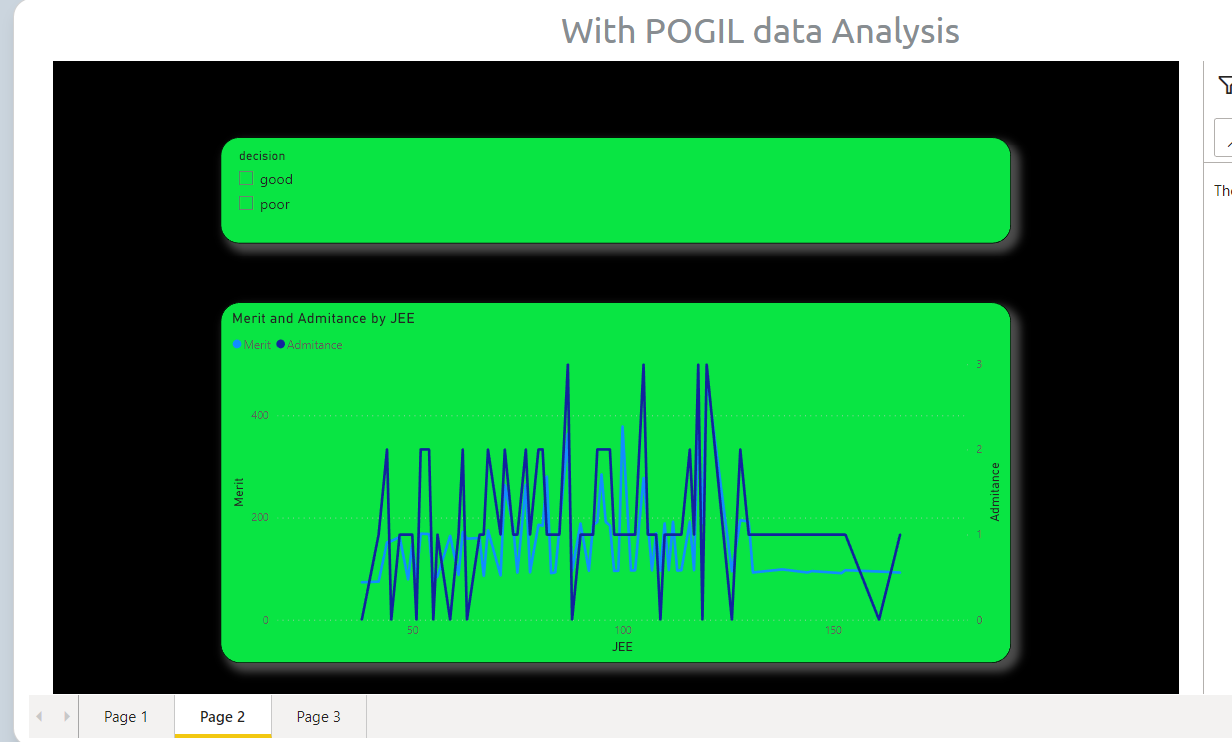 With POGIL data Analysis
decision
good
poor
Merit and Admitance by JEE
Merit Admitance
3
400
2
Merit
Admitance
200
1
0
0
50 100 150
JEE
Page 1 Page 2 Page 3